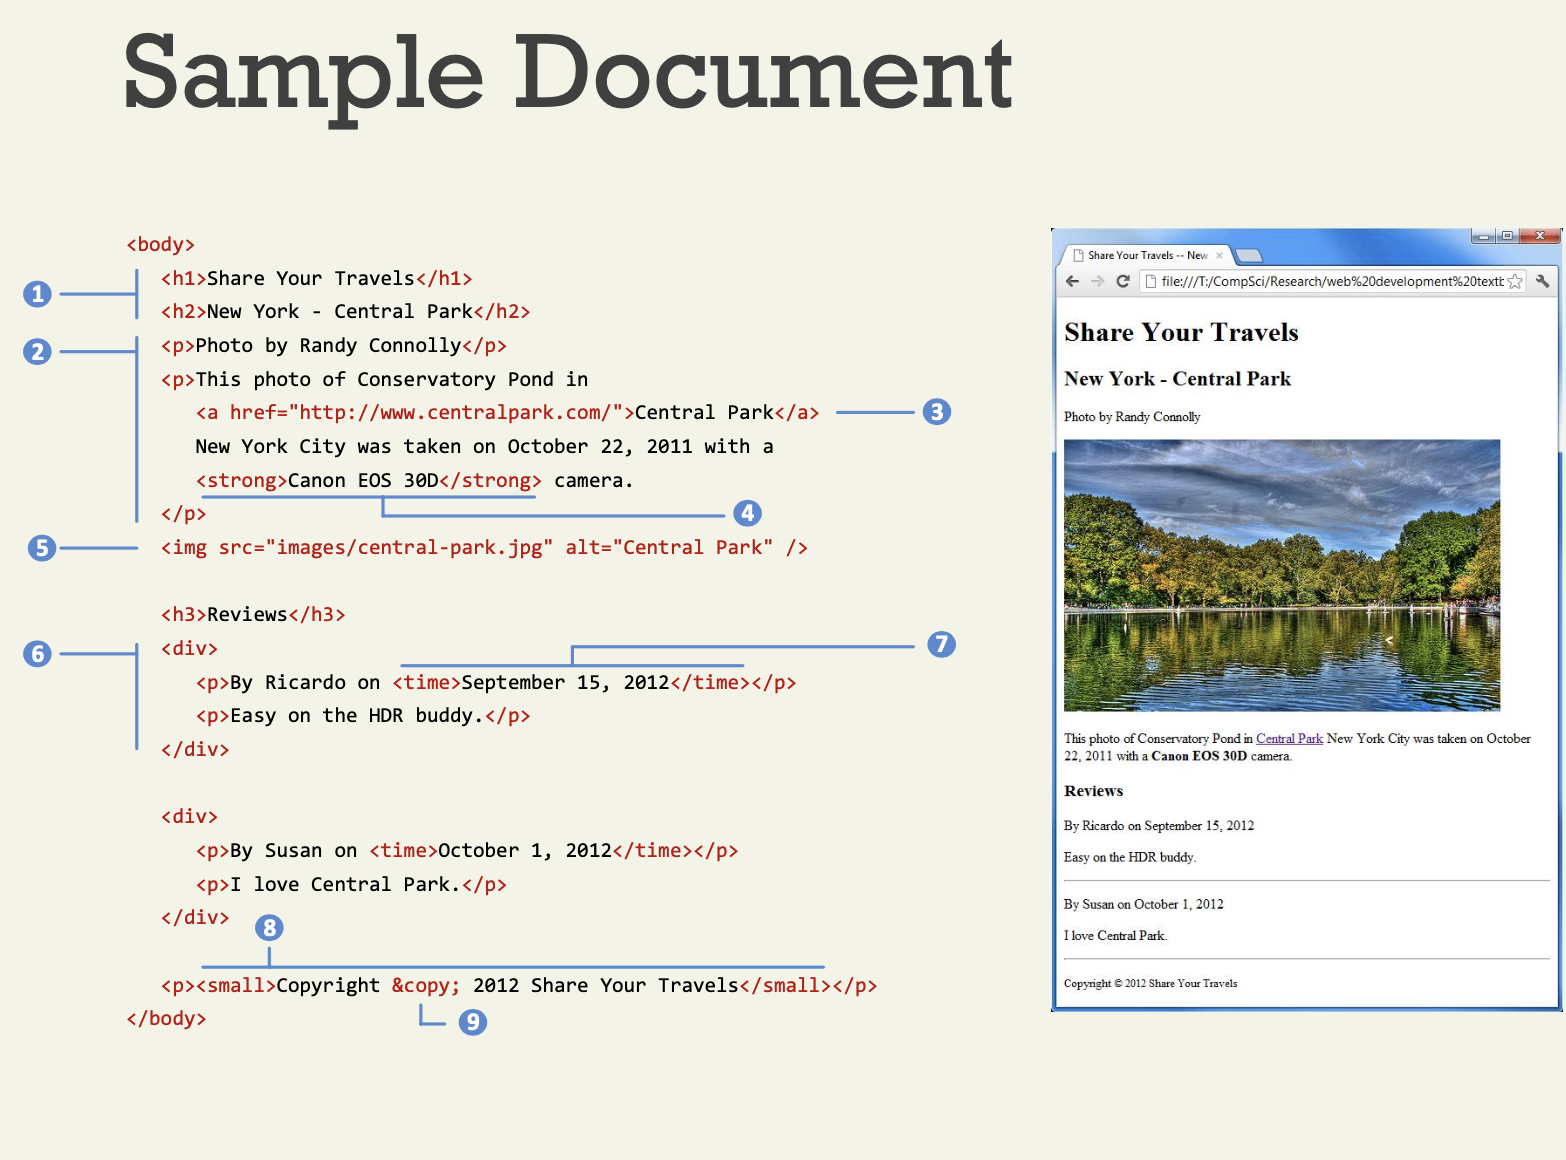 Sample Document
<body>
<h1>Share Your Travels</h1>
1
<h2>New York - Central Park</h2>
2
<p>Photo by Randy Connolly</p>
<p>This photo of Conservatory Pond in
<a href="http://www.centralpark.com/">Central Park</a>
3
New York City was taken on October 22, 2011 with a
<strong>Canon EOS 30D</strong> camera.
4
</p>
5
<img src="images/central-park.jpg" alt="Central Park" />
<h3>Reviews</h3>
6
<div>
7
<p>By Ricardo on <time>September 15, 2012</time></p>
<p>Easy on the HDR buddy.</p>
</div>
<div>
<p>By Susan on <time>October 1, 2012</time></p>
<p>I love Central Park.</p>
</div>
8
<p><small>Copyright &copy; 2012 Share Your Travels</small></p>
</body>
9
Share Your Travels -- New
file:///T:/CompSci/Research/web%20development%20textb
Share Your Travels
New York - Central Park
Photo by Randy Connolly
This photo of Conservatory Pond in Central Park New York City was taken on October
22, 2011 with a Canon EOS 30D camera.
Reviews
By Ricardo on September 15, 2012
Easy on the HDR buddy.
By Susan on October 1, 2012
I love Central Park.
Copyright © 2012 Share Your Travels